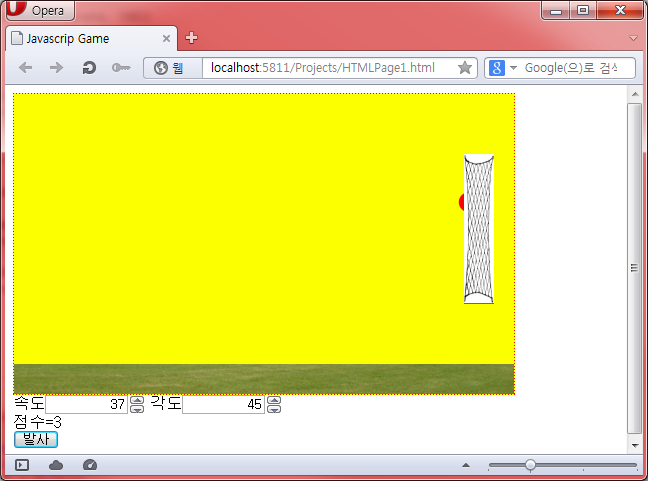 Opera
Javascrip Game
웹 localhost:5811/Projects/HTMLPage1.html Google(으)로 검색
속도 37 각도 45
점수=3
발사